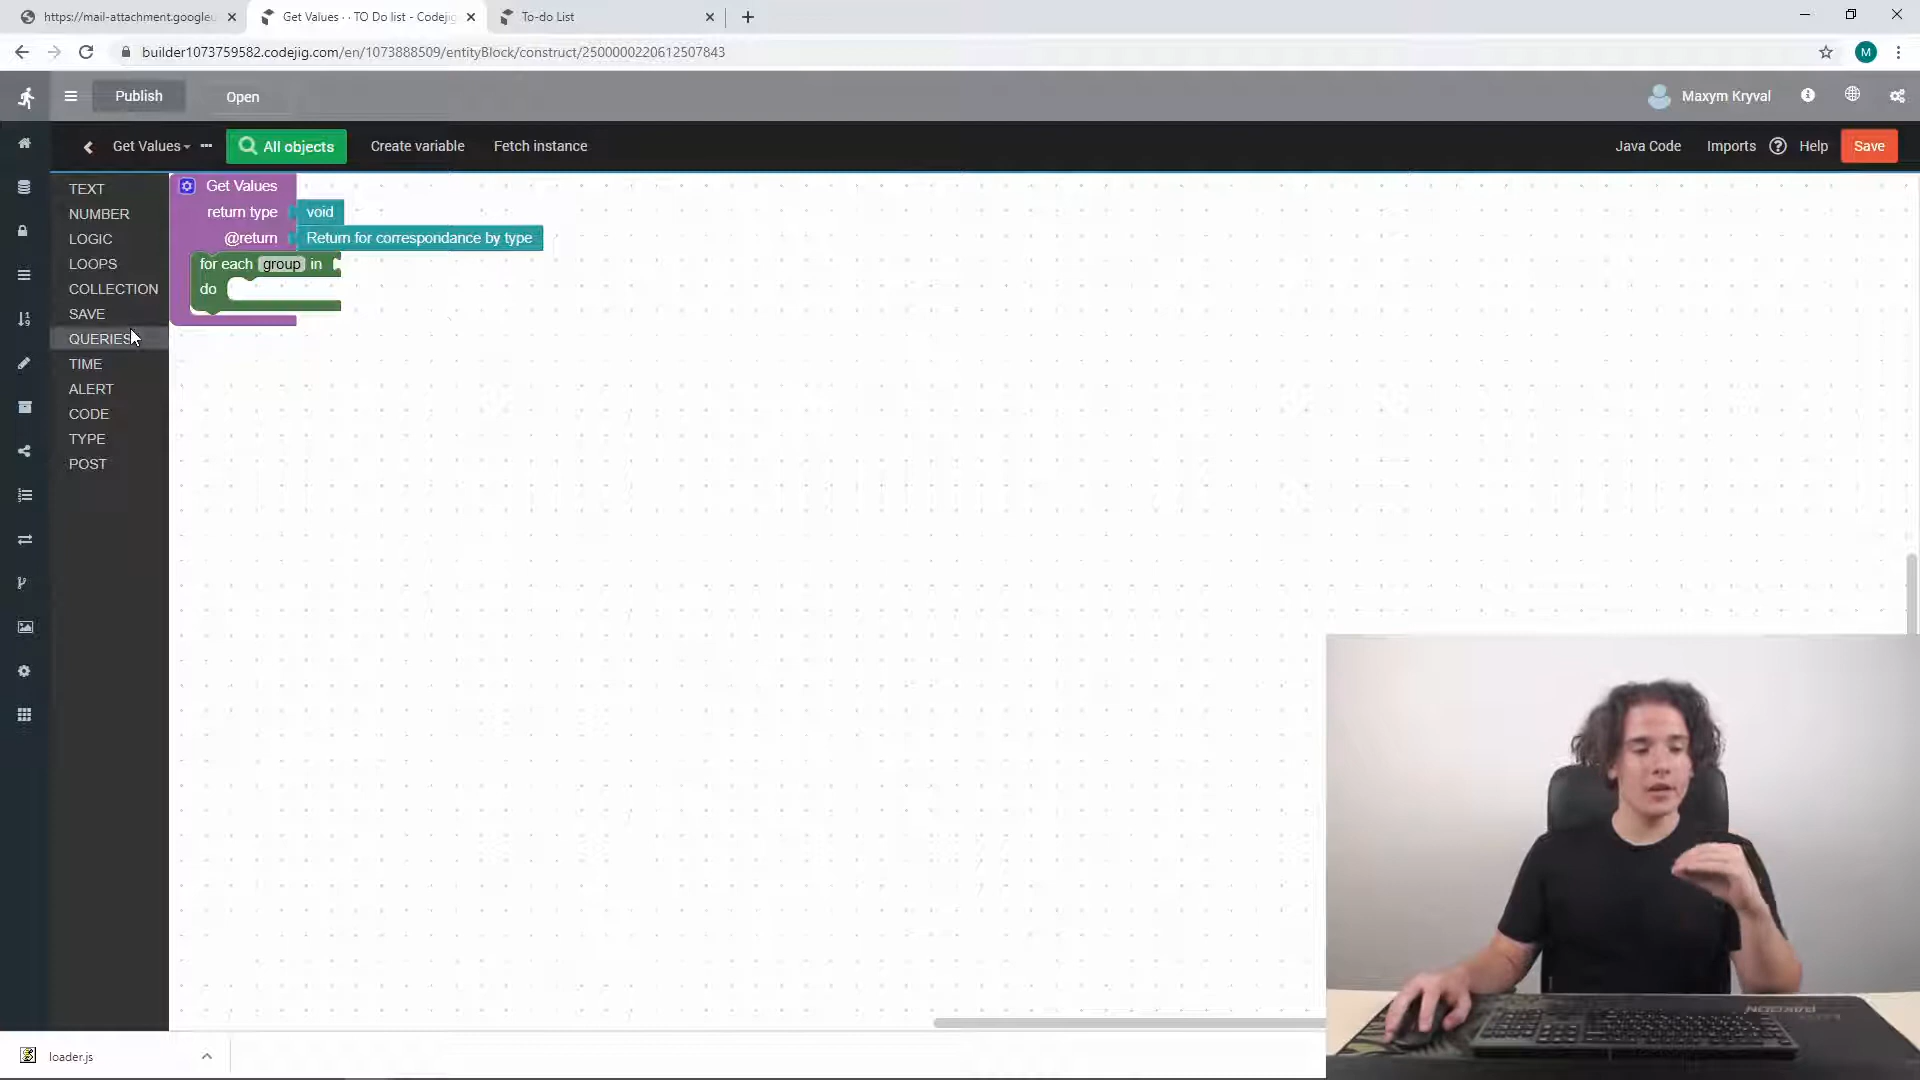 https://mail-attachment.googleu
Get Values · · TO Do list - Codejig
To-do List
builder1073759582.codejig.com/en/1073888509/entityBlock/construct/2500000220612507843
M
Publish
Open
Maxym Kryval
Get Values
All objects
Create variable
Fetch instance
Java Code
Imports
Help
Save
TEXT
NUMBER
LOGIC
LOOPS
COLLECTION
SAVE
QUERIES
TIME
ALERT
CODE
TYPE
POST
Get Values
return type void
@return Return for correspondance by type
for each group in
do
loader.js